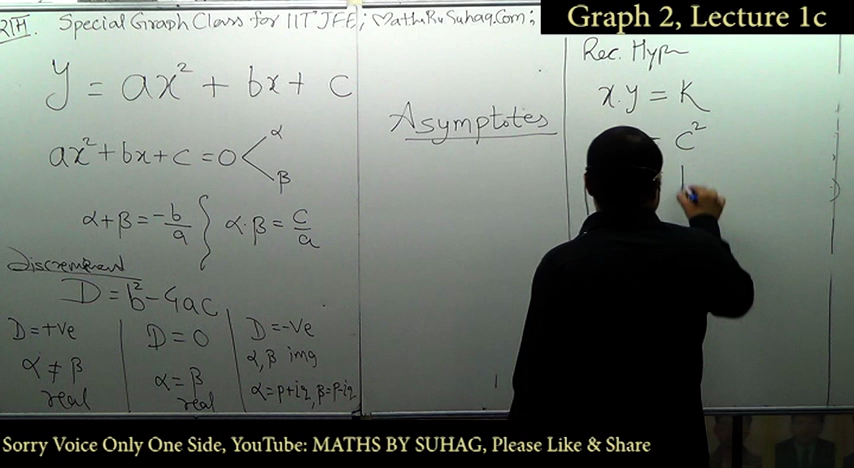 Special Graph Class for IIT JEE; MathsBySuhag.Com;
Graph 2, Lecture 1c
y = ax² + bx + c
ax² + bx + c = 0 < α
β
α + β = -b/a } α · β = c/a
D = b² - 4ac
D = +ve
α ≠ β
real
D = 0
α = β
real
D = -ve
α, β img
α = p + iq, β = p - iq
Asymptotes
Rec. Hyp
x · y = K
= c²
Sorry Voice Only One Side, YouTube: MATHS BY SUHAG, Please Like & Share